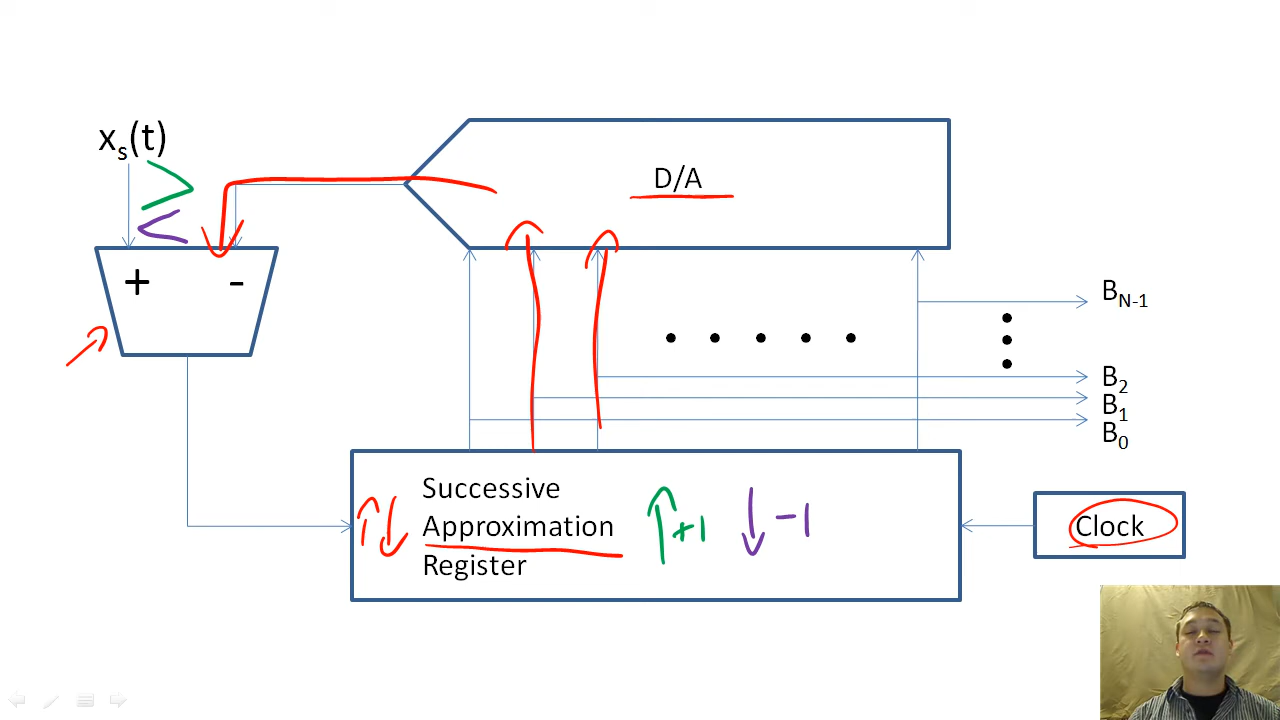 xs(t)
D/A
+
-
BN-1
B2
B1
B0
Successive
Approximation
Register
+1
-1
Clock